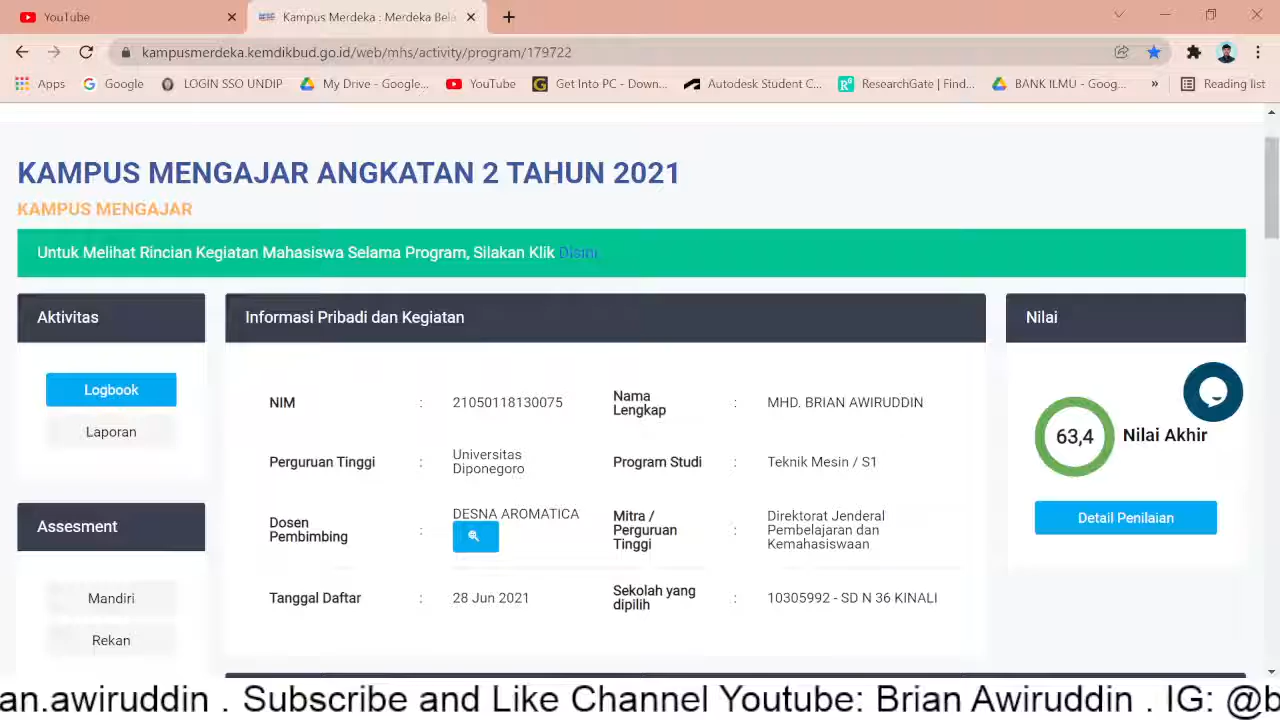 YouTube
Kampus Merdeka : Merdeka Bela
kampusmerdeka.kemdikbud.go.id/web/mhs/activity/program/179722
Apps Google LOGIN SSO UNDIP My Drive - Google... YouTube Get Into PC - Down... Autodesk Student C... ResearchGate | Find... BANK ILMU - Goog... » Reading list
KAMPUS MENGAJAR ANGKATAN 2 TAHUN 2021
KAMPUS MENGAJAR
Untuk Melihat Rincian Kegiatan Mahasiswa Selama Program, Silakan Klik Disini
Aktivitas
Logbook
Laporan
Assesment
Mandiri
Rekan
Informasi Pribadi dan Kegiatan
NIM : 21050118130075
Nama Lengkap : MHD. BRIAN AWIRUDDIN
Perguruan Tinggi : Universitas Diponegoro
Program Studi : Teknik Mesin / S1
Dosen Pembimbing : DESNA AROMATICA
Mitra / Perguruan Tinggi : Direktorat Jenderal Pembelajaran dan Kemahasiswaan
Tanggal Daftar : 28 Jun 2021
Sekolah yang dipilih : 10305992 - SD N 36 KINALI
Nilai
63,4 Nilai Akhir
Detail Penilaian
an.awiruddin . Subscribe and Like Channel Youtube: Brian Awiruddin . IG: @b